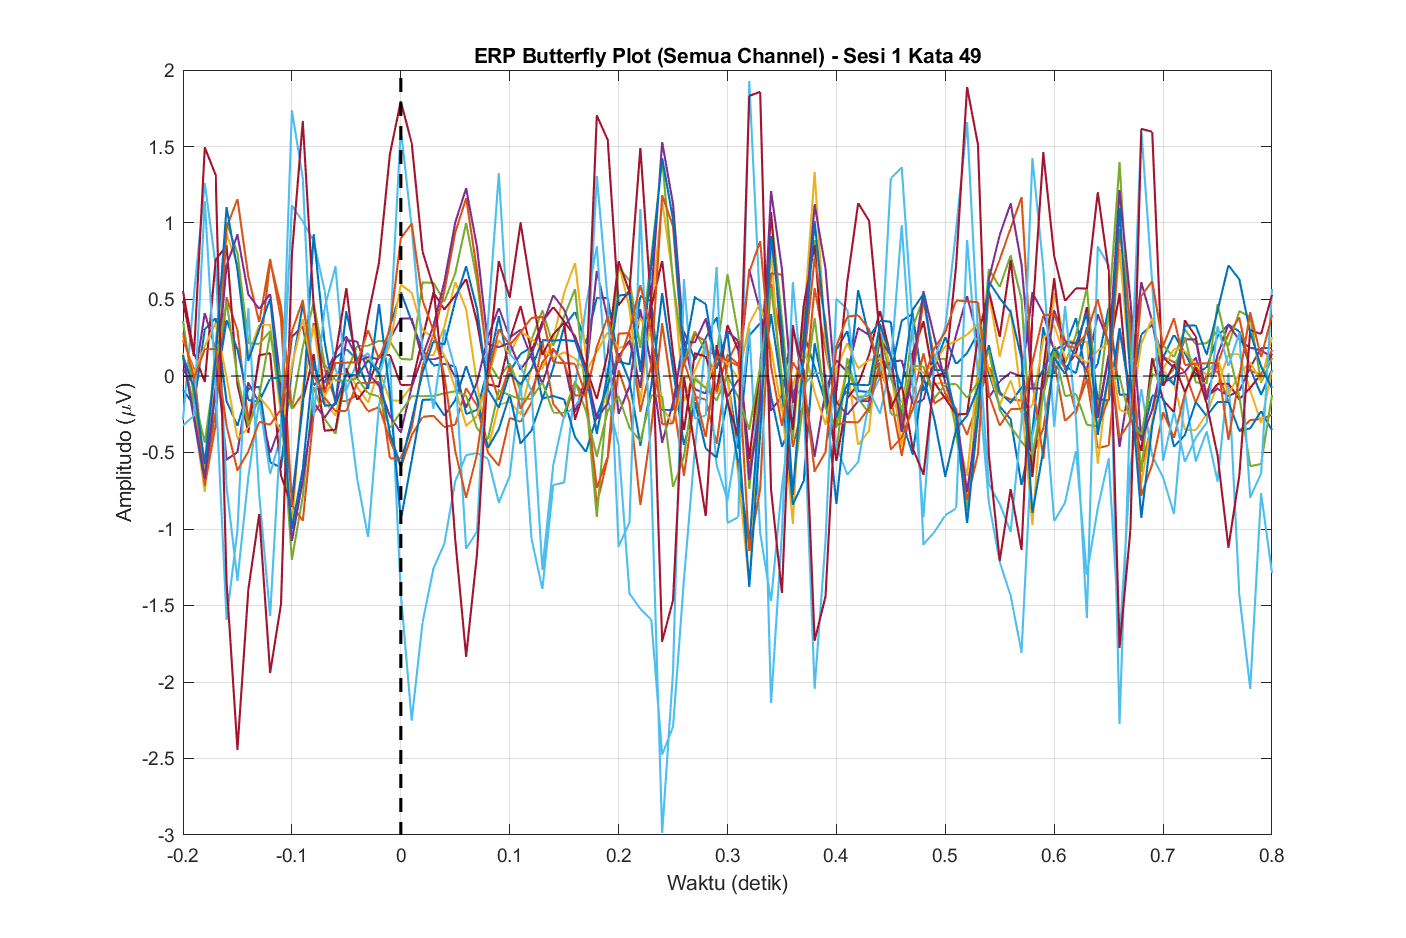 ERP Butterfly Plot (Semua Channel) - Sesi 1 Kata 49
2
1.5
1
0.5
0
-0.5
-1
-1.5
-2
-2.5
-3
Amplitudo (μV)
-0.2 -0.1 0 0.1 0.2 0.3 0.4 0.5 0.6 0.7 0.8
Waktu (detik)